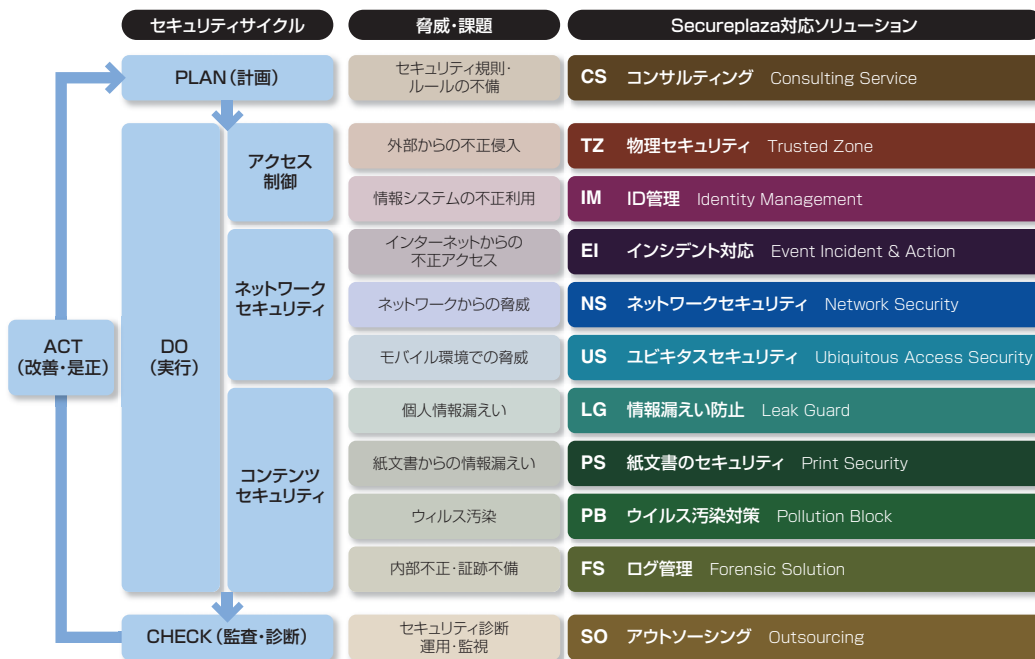 セキュリティサイクル
脅威・課題
Secureplaza対応ソリューション
PLAN（計画）
セキュリティ規則・
ルールの不備
CS コンサルティング Consulting Service
DO
（実行）
アクセス
制御
外部からの不正侵入
TZ 物理セキュリティ Trusted Zone
情報システムの不正利用
IM ID管理 Identity Management
ネットワーク
セキュリティ
インターネットからの
不正アクセス
EI インシデント対応 Event Incident & Action
ネットワークからの脅威
NS ネットワークセキュリティ Network Security
モバイル環境での脅威
US ユビキタスセキュリティ Ubiquitous Access Security
ACT
（改善・是正）
コンテンツ
セキュリティ
個人情報漏えい
LG 情報漏えい防止 Leak Guard
紙文書からの情報漏えい
PS 紙文書のセキュリティ Print Security
ウィルス汚染
PB ウイルス汚染対策 Pollution Block
内部不正・証跡不備
FS ログ管理 Forensic Solution
CHECK（監査・診断）
セキュリティ診断
運用・監視
SO アウトソーシング Outsourcing